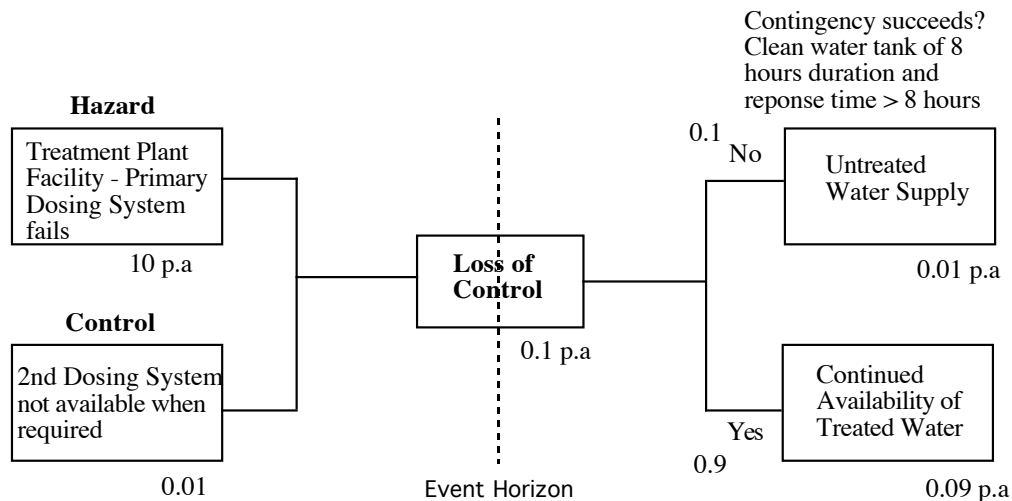 Contingency succeeds?
Clean water tank of 8
hours duration and
reponse time > 8 hours
Hazard
Treatment Plant
Facility - Primary
Dosing System
fails
10 p.a
Control
2nd Dosing System
not available when
required
0.01
Loss of
Control
0.1 p.a
Event Horizon
0.1
No
Untreated
Water Supply
0.01 p.a
Yes
0.9
Continued
Availability of
Treated Water
0.09 p.a